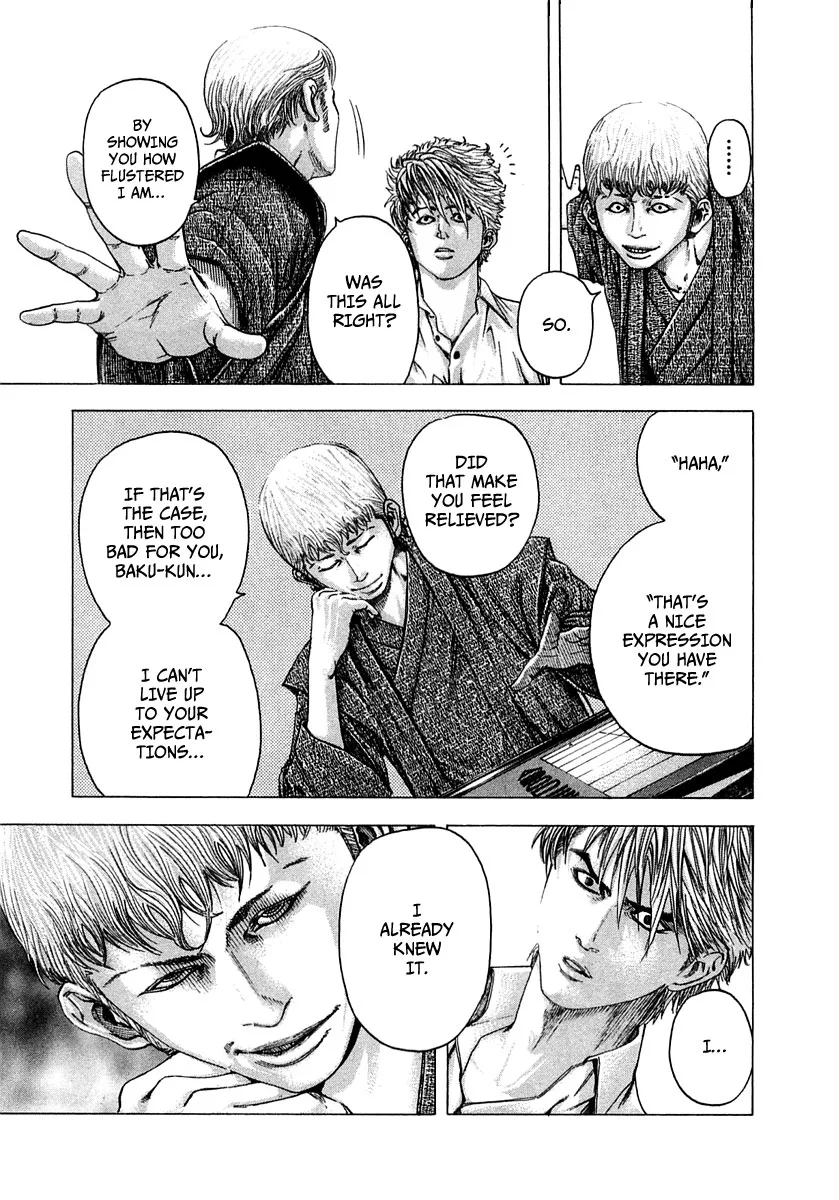 ......
SO.
WAS
THIS ALL
RIGHT?
BY
SHOWING
YOU HOW
FLUSTERED
I AM...
"HAHA,"
"THAT'S
A NICE
EXPRESSION
YOU HAVE
THERE."
DID
THAT MAKE
YOU FEEL
RELIEVED?
IF THAT'S
THE CASE,
THEN TOO
BAD FOR YOU,
BAKU-KUN...
I CAN'T
LIVE UP
TO YOUR
EXPECTA-
TIONS...
I...
I
ALREADY
KNEW
IT.